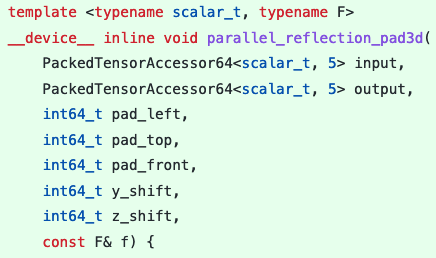 template <typename scalar_t, typename F>
__device__ inline void parallel_reflection_pad3d(
    PackedTensorAccessor64<scalar_t, 5> input,
    PackedTensorAccessor64<scalar_t, 5> output,
    int64_t pad_left,
    int64_t pad_top,
    int64_t pad_front,
    int64_t y_shift,
    int64_t z_shift,
    const F& f) {